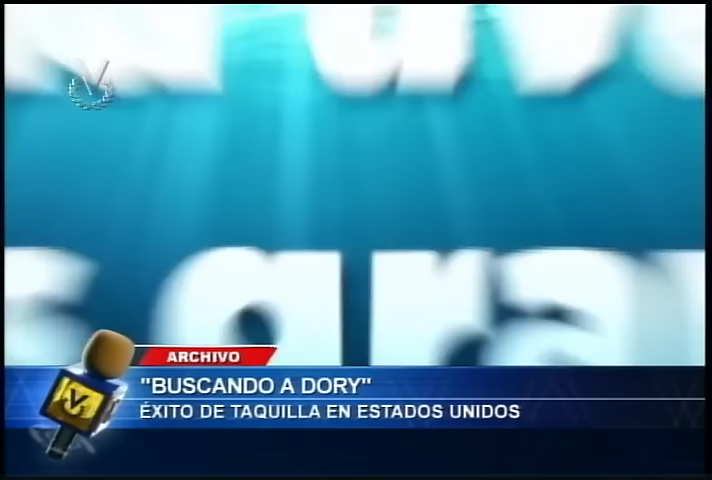 ARCHIVO
"BUSCANDO A DORY"
ÉXITO DE TAQUILLA EN ESTADOS UNIDOS